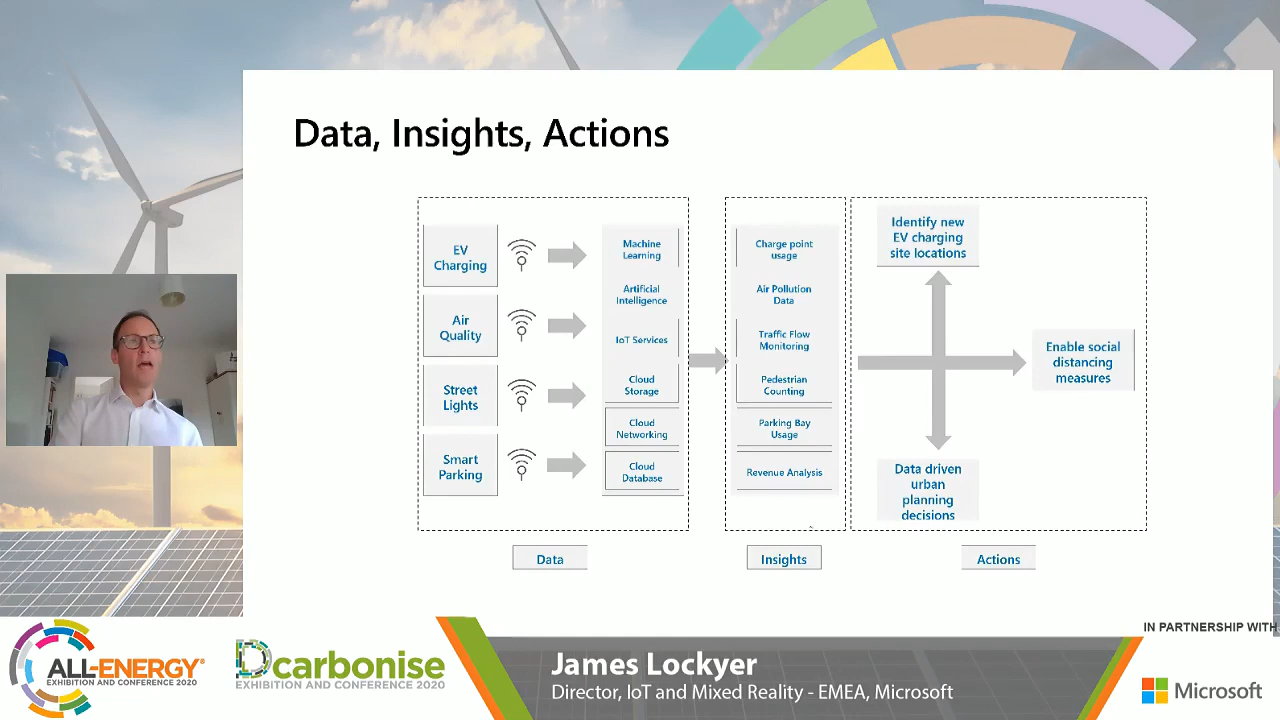 Data, Insights, Actions
EV
Charging
Air
Quality
Street
Lights
Smart
Parking
Machine
Learning
Artificial
Intelligence
IoT Services
Cloud
Storage
Cloud
Networking
Cloud
Database
Charge point
usage
Air Pollution
Data
Traffic Flow
Monitoring
Pedestrian
Counting
Parking Bay
Usage
Revenue Analysis
Identify new
EV charging
site locations
Enable social
distancing
measures
Data driven
urban
planning
decisions
Data
Insights
Actions
ALL-ENERGY®
EXHIBITION AND CONFERENCE 2020
Dcarbonise
EXHIBITION AND CONFERENCE 2020
James Lockyer
Director, IoT and Mixed Reality - EMEA, Microsoft
IN PARTNERSHIP WITH
Microsoft